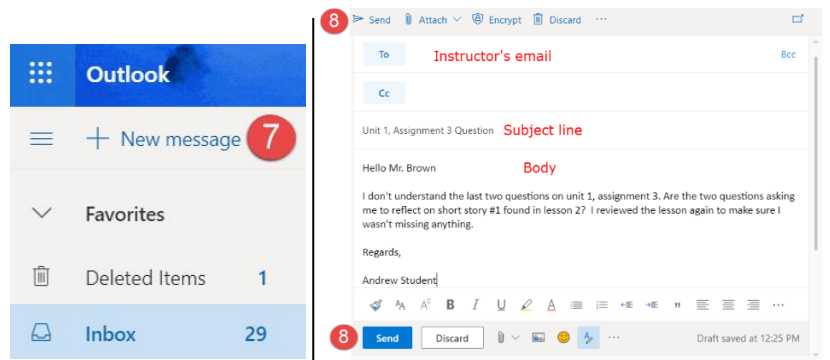 Outlook
New message 7
Favorites
Deleted Items 1
Inbox 29
8 Send Attach Encrypt Discard ...
To Instructor's email Bcc
Cc
Unit 1, Assignment 3 Question Subject line
Hello Mr. Brown Body
I don't understand the last two questions on unit 1, assignment 3. Are the two questions asking
me to reflect on short story #1 found in lesson 2? I reviewed the lesson again to make sure I
wasn't missing anything.
Regards,
Andrew Student
8 Send Discard ... Draft saved at 12:25 PM